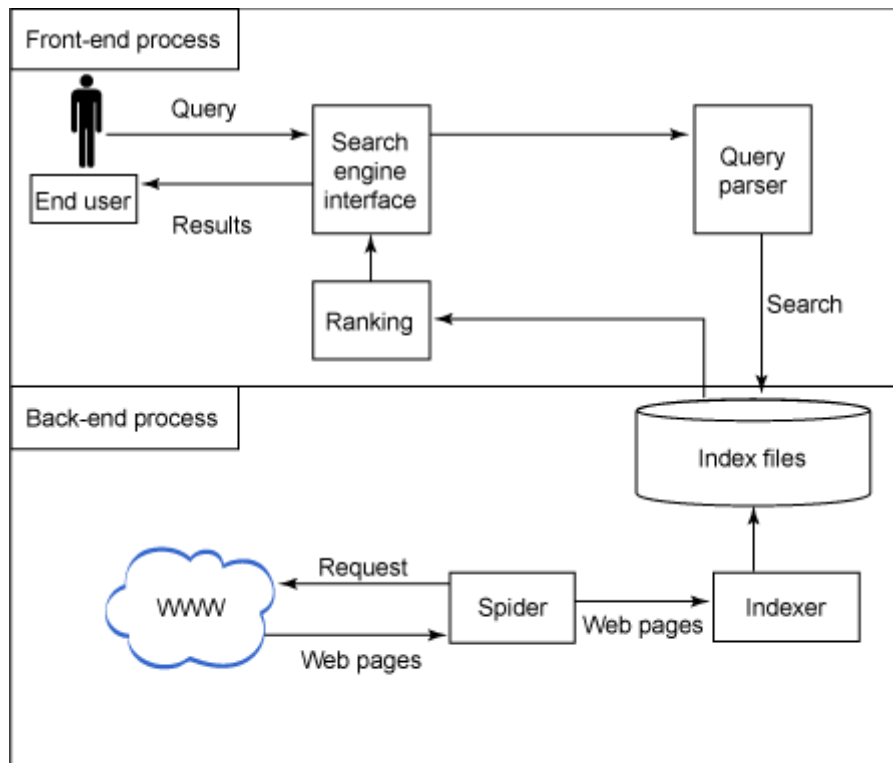 Front-end process
Query
Search
engine
interface
Query
parser
End user
Results
Ranking
Search
Back-end process
Index files
Request
WWW
Spider
Web pages
Indexer
Web pages